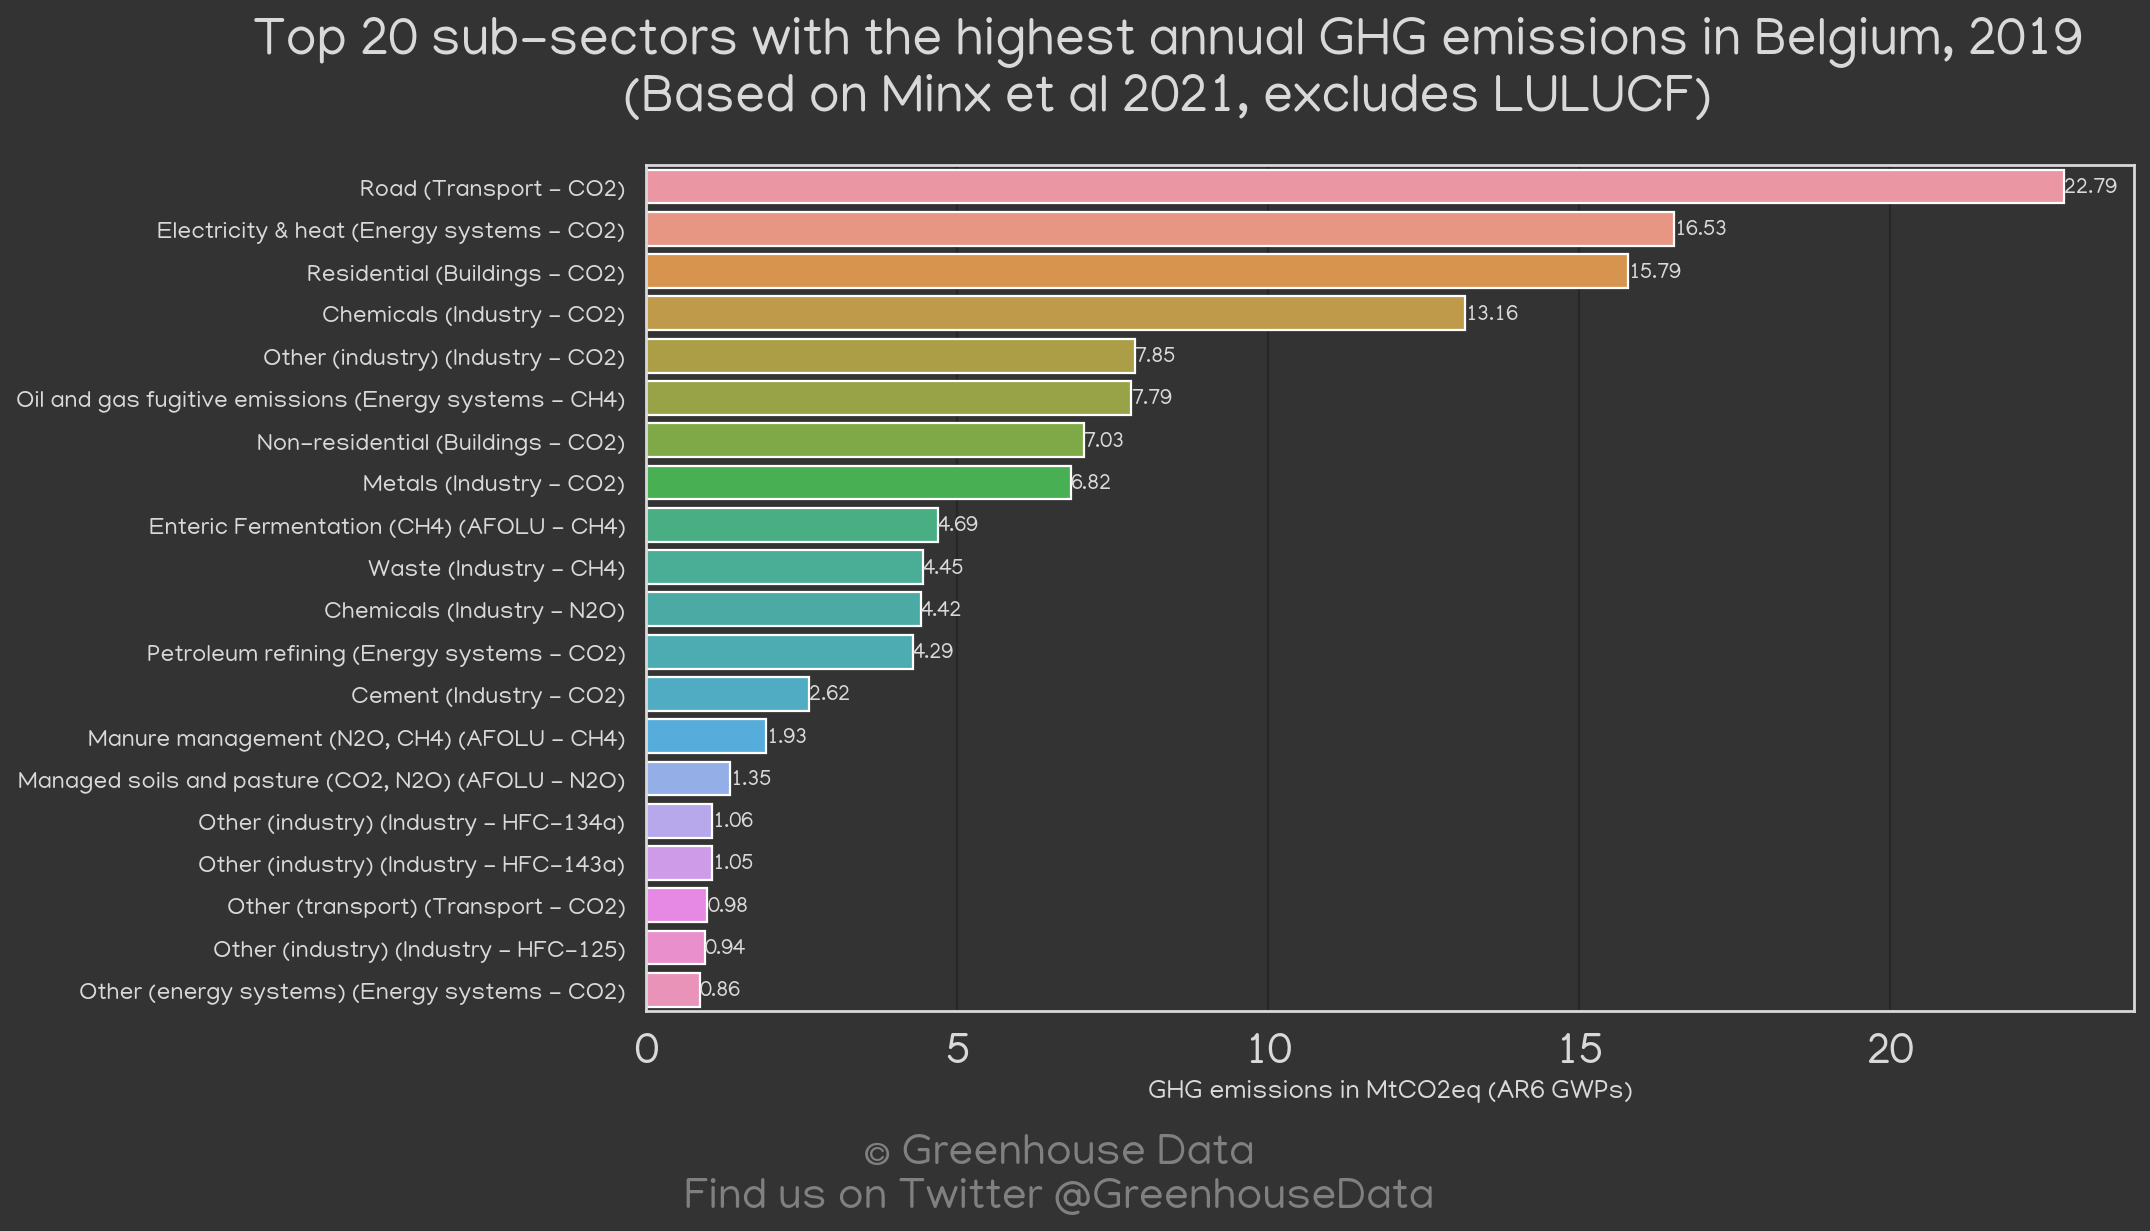 Top 20 sub-sectors with the highest annual GHG emissions in Belgium, 2019
(Based on Minx et al 2021, excludes LULUCF)
Road (Transport - CO2) 22.79
Electricity & heat (Energy systems - CO2) 16.53
Residential (Buildings - CO2) 15.79
Chemicals (Industry - CO2) 13.16
Other (industry) (Industry - CO2) 7.85
Oil and gas fugitive emissions (Energy systems - CH4) 7.79
Non-residential (Buildings - CO2) 7.03
Metals (Industry - CO2) 6.82
Enteric Fermentation (CH4) (AFOLU - CH4) 4.69
Waste (Industry - CH4) 4.45
Chemicals (Industry - N2O) 4.42
Petroleum refining (Energy systems - CO2) 4.29
Cement (Industry - CO2) 2.62
Manure management (N2O, CH4) (AFOLU - CH4) 1.93
Managed soils and pasture (CO2, N2O) (AFOLU - N2O) 1.35
Other (industry) (Industry - HFC-134a) 1.06
Other (industry) (Industry - HFC-143a) 1.05
Other (transport) (Transport - CO2) 0.98
Other (industry) (Industry - HFC-125) 0.94
Other (energy systems) (Energy systems - CO2) 0.86
0 5 10 15 20
GHG emissions in MtCO2eq (AR6 GWPs)
© Greenhouse Data
Find us on Twitter @GreenhouseData